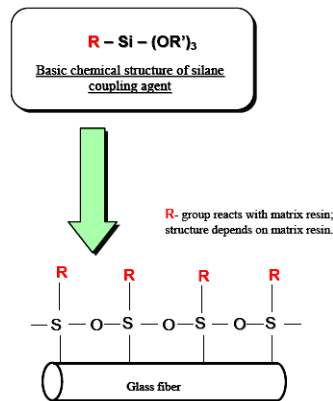 R – Si – (OR’)₃
Basic chemical structure of silane
coupling agent
R- group reacts with matrix resin;
structure depends on matrix resin.
R R R R
— S — O — S — O — S — O — S —
Glass fiber